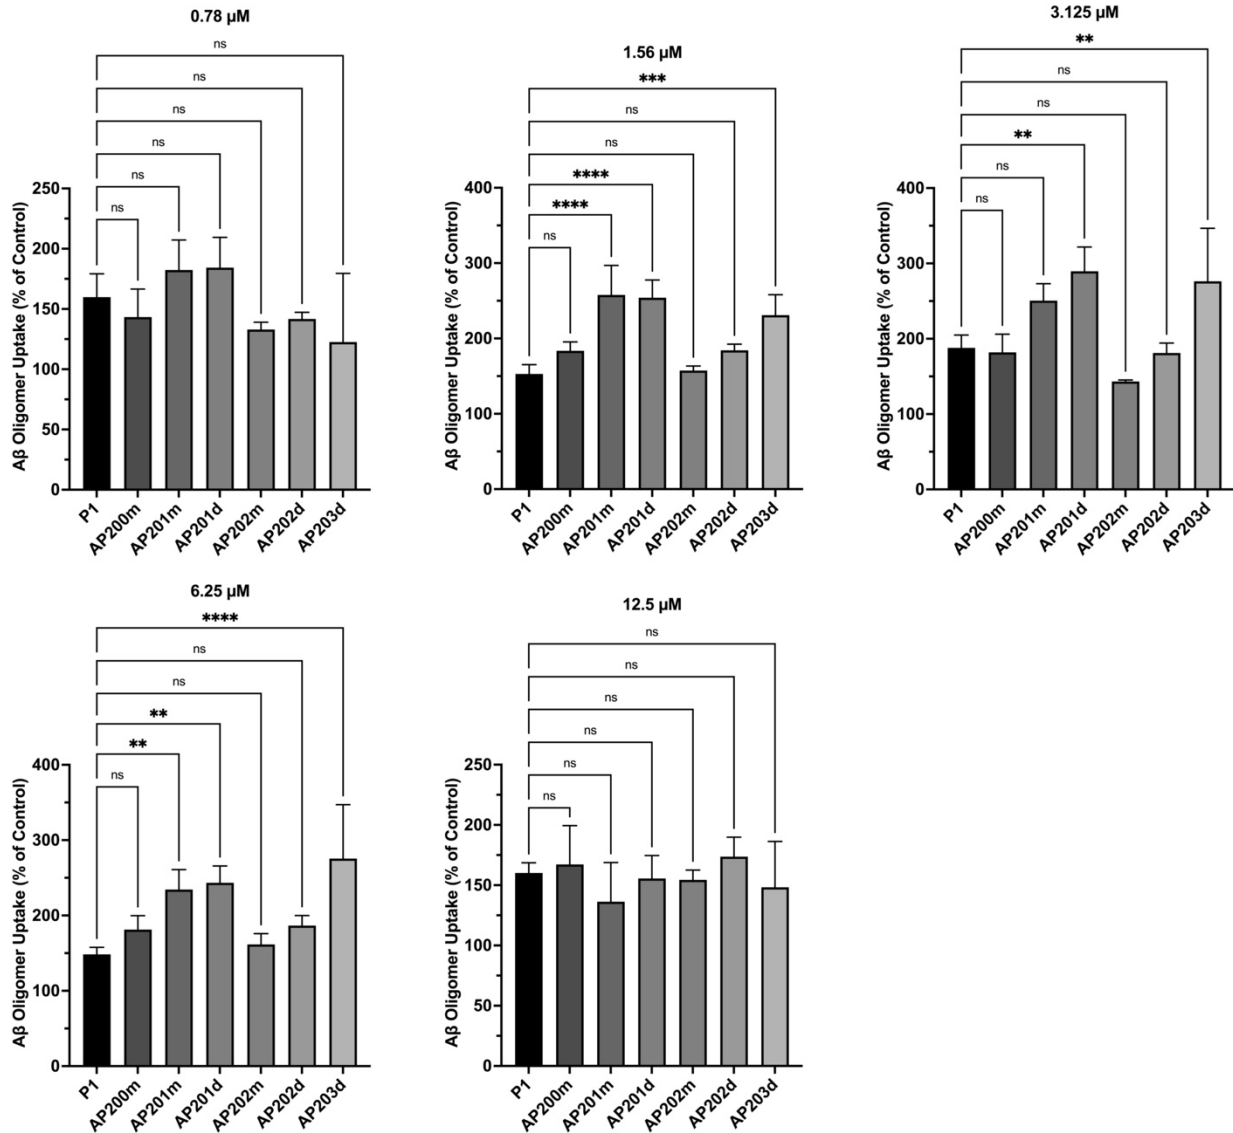 0.78 µM
ns
ns
ns
ns
ns
ns
Aβ Oligomer Uptake (% of Control)
250
200
150
100
50
0
P1
AP200m
AP201m
AP201d
AP202m
AP202d
AP203d
1.56 µM
***
ns
ns
****
****
ns
Aβ Oligomer Uptake (% of Control)
400
300
200
100
0
P1
AP200m
AP201m
AP201d
AP202m
AP202d
AP203d
3.125 µM
**
ns
ns
**
ns
ns
Aβ Oligomer Uptake (% of Control)
400
300
200
100
0
P1
AP200m
AP201m
AP201d
AP202m
AP202d
AP203d
6.25 µM
****
ns
ns
**
**
ns
Aβ Oligomer Uptake (% of Control)
400
300
200
100
0
P1
AP200m
AP201m
AP201d
AP202m
AP202d
AP203d
12.5 µM
ns
ns
ns
ns
ns
ns
Aβ Oligomer Uptake (% of Control)
250
200
150
100
50
0
P1
AP200m
AP201m
AP201d
AP202m
AP202d
AP203d